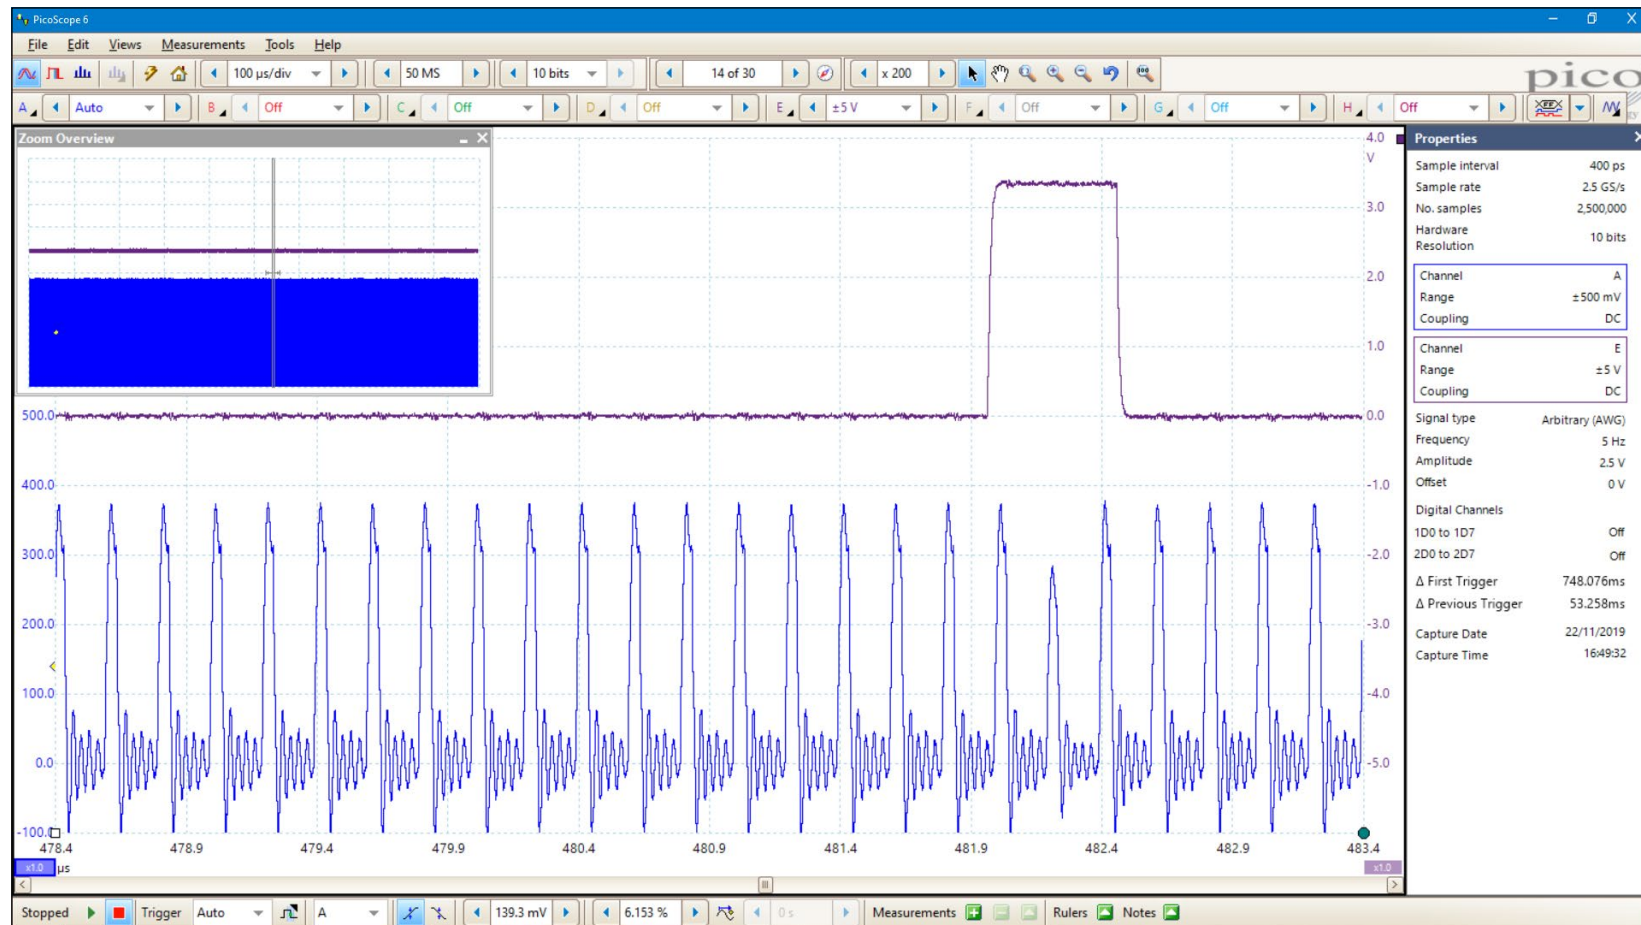 PicoScope 6
File Edit Views Measurements Tools Help
100 µs/div 50 MS 10 bits 14 of 30 x 200
pico
A Auto B Off C Off D Off E ±5 V F Off G Off H Off
Zoom Overview
4.0
V
3.0
2.0
1.0
0.0
-1.0
-2.0
-3.0
-4.0
-5.0
500.0
400.0
300.0
200.0
100.0
0.0
-100.0
478.4 478.9 479.4 479.9 480.4 480.9 481.4 481.9 482.4 482.9 483.4
x1.0 µs x1.0
Properties
Sample interval 400 ps
Sample rate 2.5 GS/s
No. samples 2,500,000
Hardware
Resolution 10 bits
Channel A
Range ±500 mV
Coupling DC
Channel E
Range ±5 V
Coupling DC
Signal type Arbitrary (AWG)
Frequency 5 Hz
Amplitude 2.5 V
Offset 0 V
Digital Channels
1D0 to 1D7 Off
2D0 to 2D7 Off
Δ First Trigger 748.076ms
Δ Previous Trigger 53.258ms
Capture Date 22/11/2019
Capture Time 16:49:32
Stopped Trigger Auto A 139.3 mV 6.153 % 0 s Measurements Rulers Notes